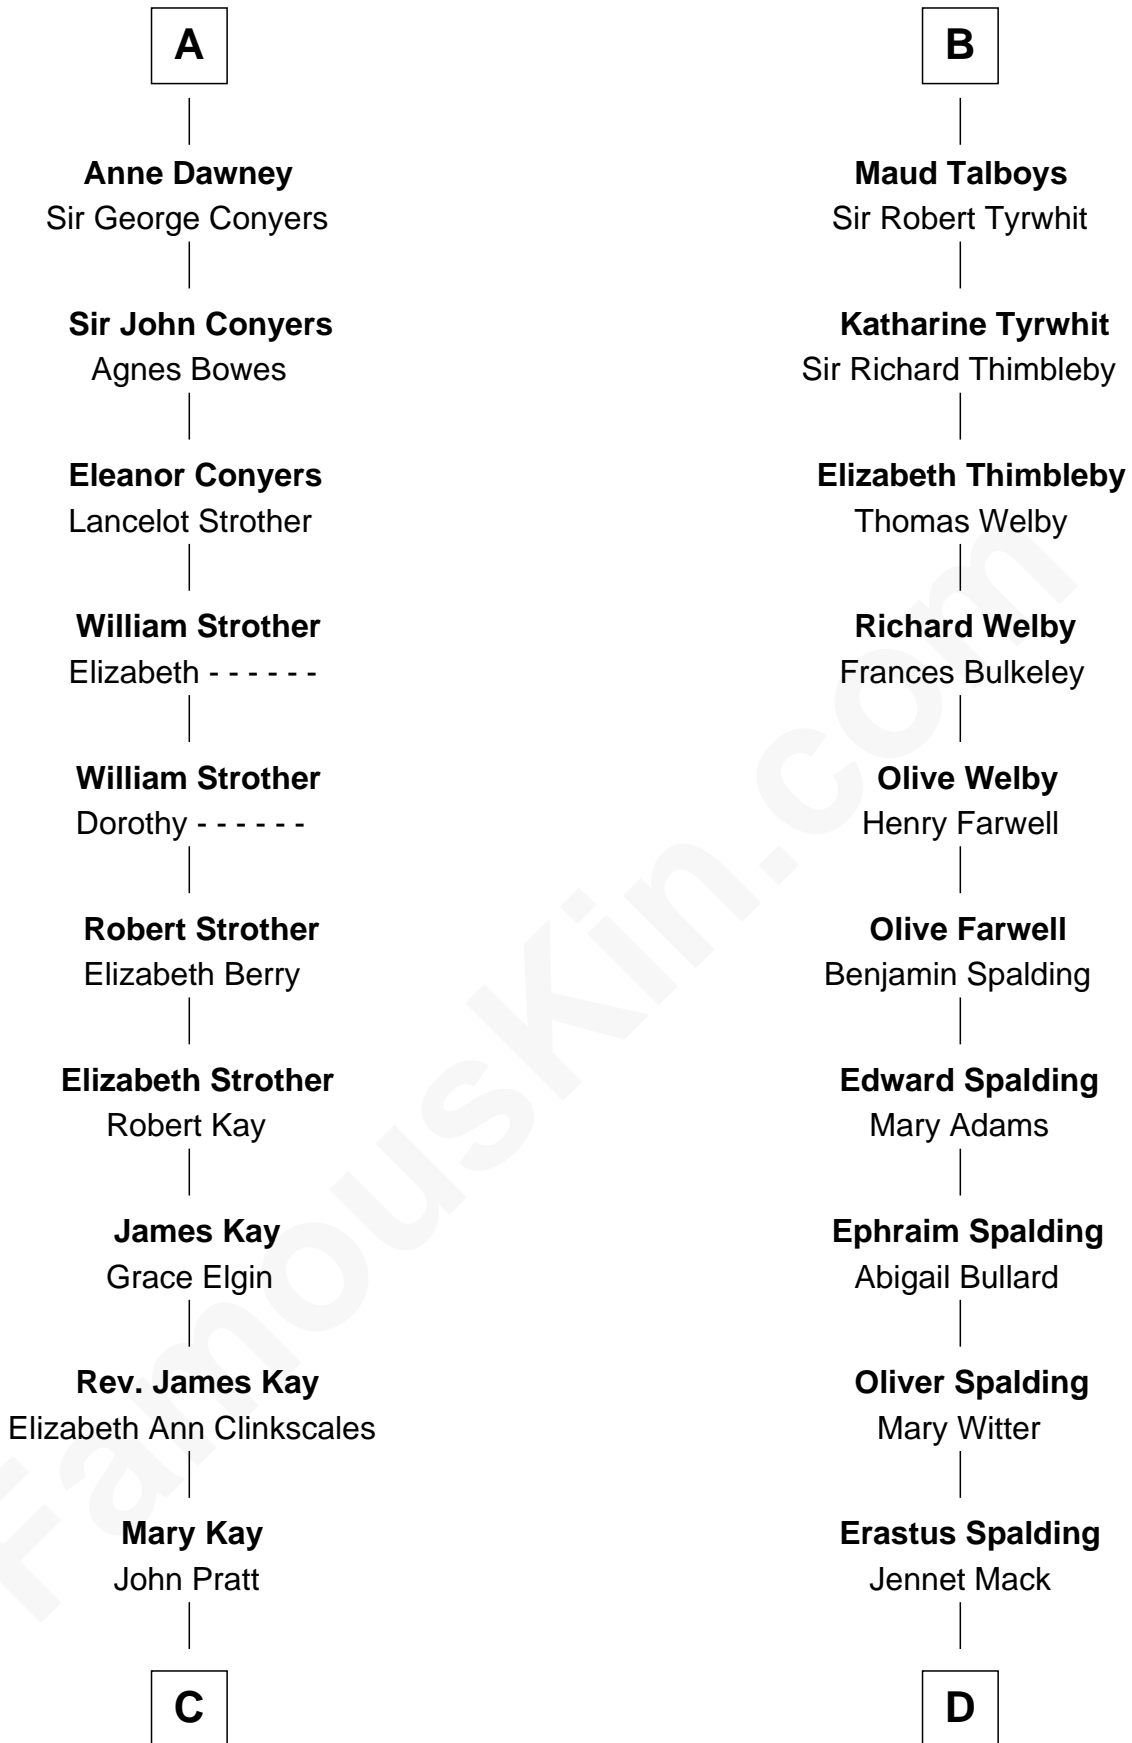 A
Anne Dawney
Sir George Conyers
Sir John Conyers
Agnes Bowes
Eleanor Conyers
Lancelot Strother
William Strother
Elizabeth - - - - - -
William Strother
Dorothy - - - - - -
Robert Strother
Elizabeth Berry
Elizabeth Strother
Robert Kay
James Kay
Grace Elgin
Rev. James Kay
Elizabeth Ann Clinkscales
Mary Kay
John Pratt
C
B
Maud Talboys
Sir Robert Tyrwhit
Katharine Tyrwhit
Sir Richard Thimbleby
Elizabeth Thimbleby
Thomas Welby
Richard Welby
Frances Bulkeley
Olive Welby
Henry Farwell
Olive Farwell
Benjamin Spalding
Edward Spalding
Mary Adams
Ephraim Spalding
Abigail Bullard
Oliver Spalding
Mary Witter
Erastus Spalding
Jennet Mack
D
FamousKin.com